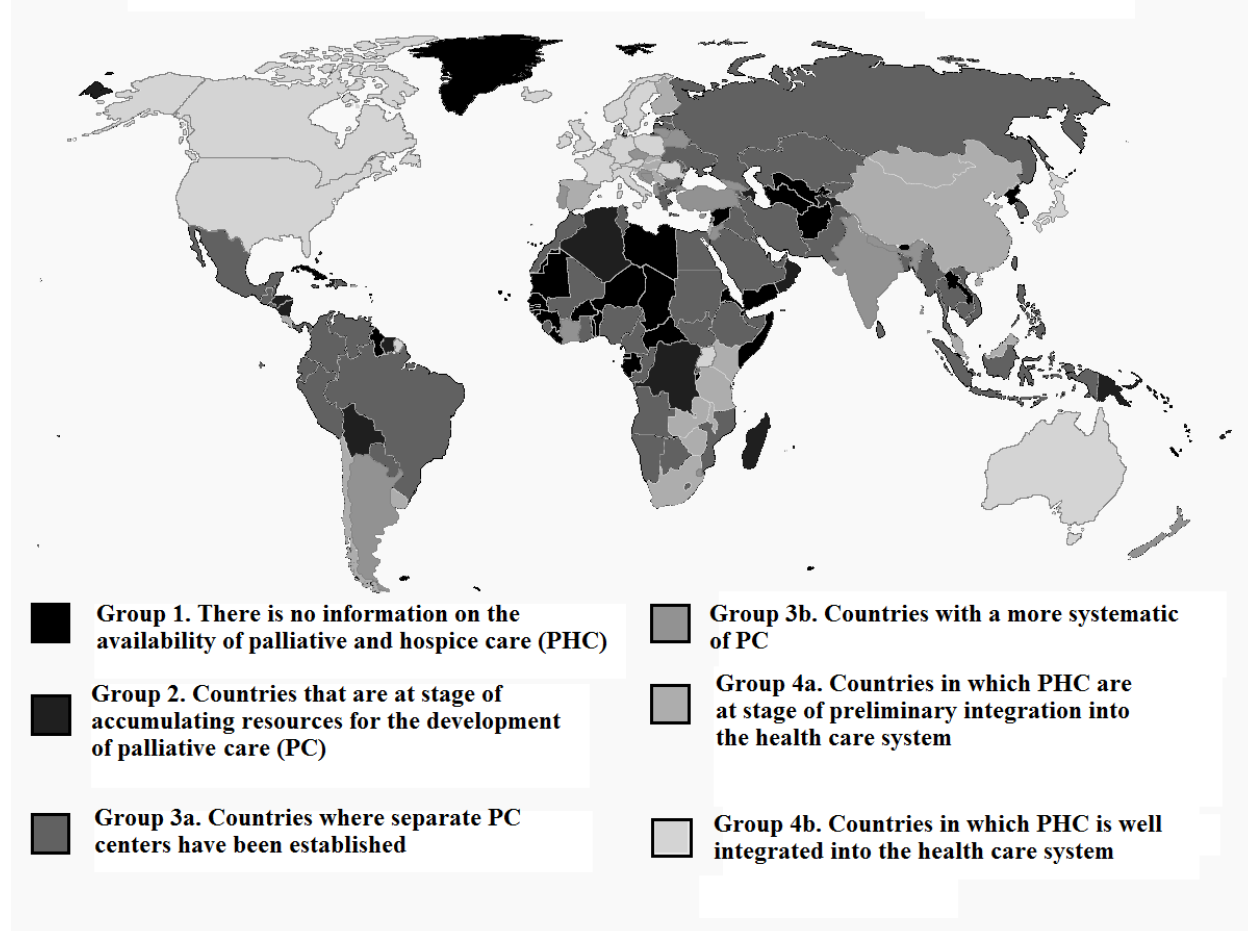 Group 1. There is no information on the
availability of palliative and hospice care (PHC)
Group 2. Countries that are at stage of
accumulating resources for the development
of palliative care (PC)
Group 3a. Countries where separate PC
centers have been established
Group 3b. Countries with a more systematic
of PC
Group 4a. Countries in which PHC are
at stage of preliminary integration into
the health care system
Group 4b. Countries in which PHC is well
integrated into the health care system